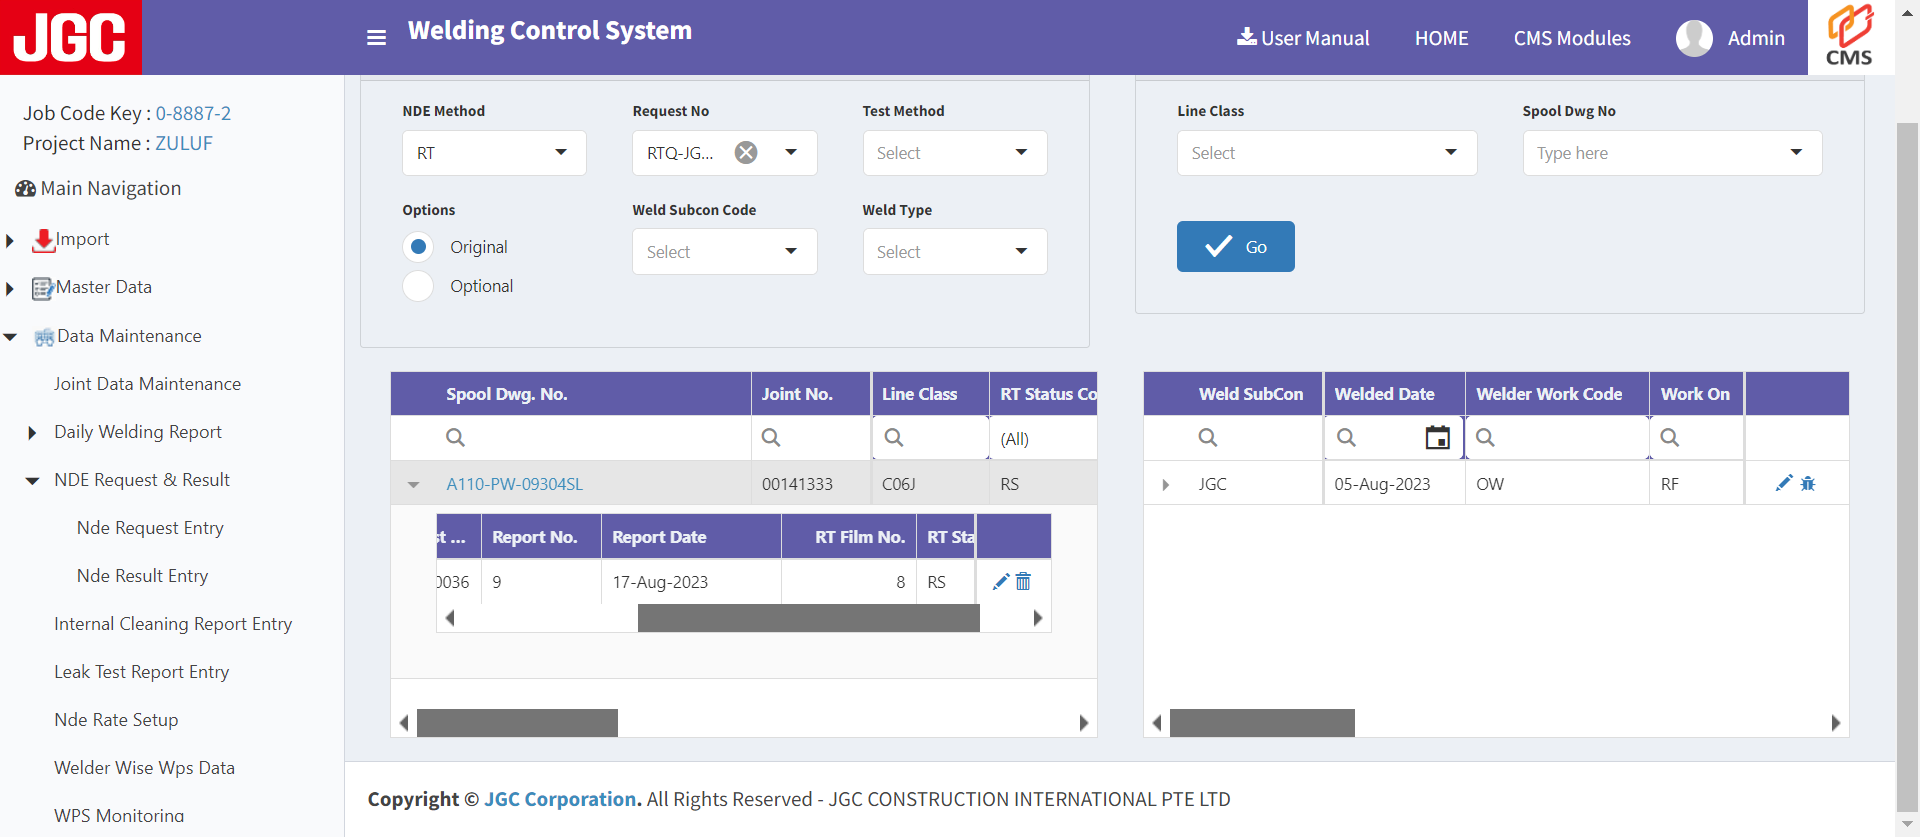 JGC
Welding Control System
User Manual
HOME
CMS Modules
Admin
CMS
Job Code Key : 0-8887-2
Project Name : ZULUF
Main Navigation
Import
Master Data
Data Maintenance
Joint Data Maintenance
Daily Welding Report
NDE Request & Result
Nde Request Entry
Nde Result Entry
Internal Cleaning Report Entry
Leak Test Report Entry
Nde Rate Setup
Welder Wise Wps Data
WPS Monitoring
NDE Method
Request No
Test Method
RT
RTQ-JG...
Select
Options
Weld Subcon Code
Weld Type
Original
Optional
Select
Select
Line Class
Spool Dwg No
Select
Type here
Go
Spool Dwg. No. Joint No. Line Class RT Status Co
(All)
A110-PW-09304SL 00141333 C06J RS
st ... Report No. Report Date RT Film No. RT Sta
0036 9 17-Aug-2023 8 RS
Weld SubCon Welded Date Welder Work Code Work On
JGC 05-Aug-2023 OW RF
Copyright © JGC Corporation. All Rights Reserved - JGC CONSTRUCTION INTERNATIONAL PTE LTD